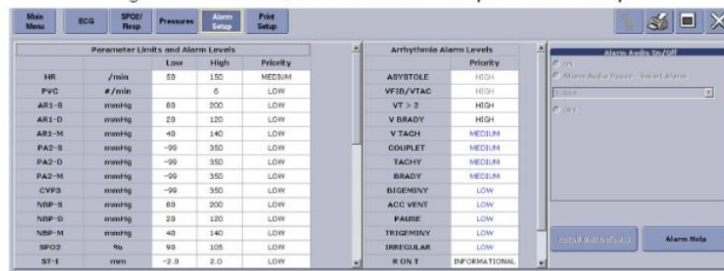 Main Menu ECG SPO2/ Resp Pressures Alarm Setup Print Setup
Parameter Limits and Alarm Levels
Low High Priority
HR /min 50 150 MEDIUM
PVC #/min 6 LOW
AR1-S mmHg 80 200 LOW
AR1-D mmHg 20 120 LOW
AR1-M mmHg 40 140 LOW
PA2-S mmHg -99 350 LOW
PA2-D mmHg -99 350 LOW
PA2-M mmHg -99 350 LOW
CVP3 mmHg -99 350 LOW
NBP-S mmHg 80 200 LOW
NBP-D mmHg 20 120 LOW
NBP-M mmHg 40 140 LOW
SPO2 % 90 105 LOW
ST-I mm -2.0 2.0 LOW
Arrhythmia Alarm Levels
Priority
ASYSTOLE HIGH
VFIB/VTAC HIGH
VT > 2 HIGH
V BRADY HIGH
V TACH MEDIUM
COUPLET MEDIUM
TACHY MEDIUM
BRADY MEDIUM
BIGEMINY LOW
ACC VENT LOW
PAUSE LOW
TRIGEMINY LOW
IRREGULAR LOW
R ON T INFORMATIONAL
Alarm Audio On/Off
Alarm Audio Pause - Smart Alarm
Alarm Help